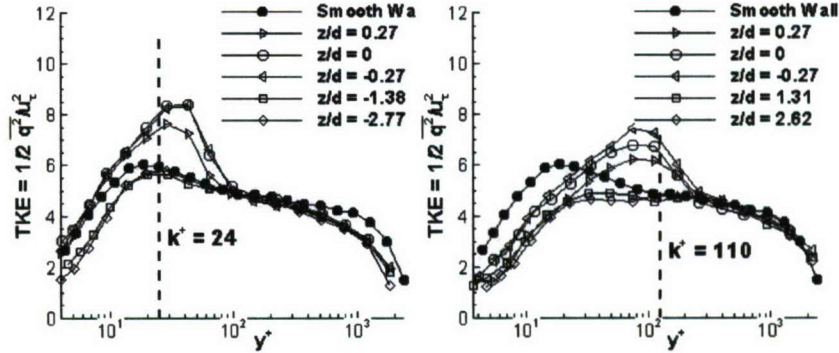 Smooth Wa
z/d = 0.27
z/d = 0
z/d = -0.27
z/d = -1.38
z/d = -2.77
12
10
8
6
4
2
0
TKE = 1/2 q²/u²τ
k⁺ = 24
10¹
10²
10³
y⁺
Smooth Wall
z/d = 0.27
z/d = 0
z/d = -0.27
z/d = 1.31
z/d = 2.62
12
10
8
6
4
2
0
TKE = 1/2 q²/u²τ
k⁺ = 110
10¹
10²
10³
y⁺